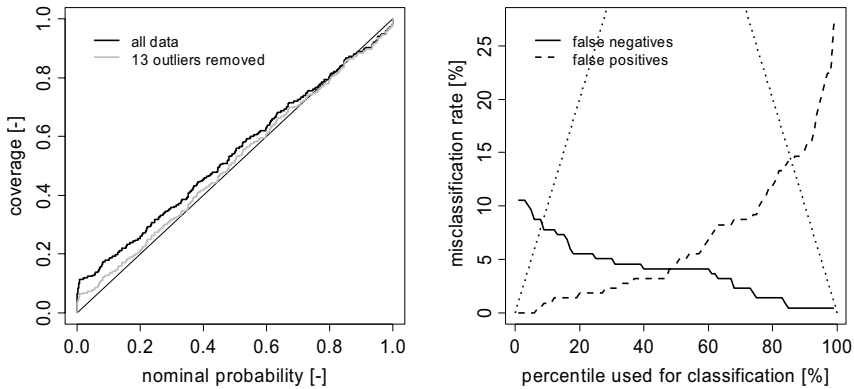 all data
13 outliers removed
coverage [-]
0.0 0.2 0.4 0.6 0.8 1.0
0.0 0.2 0.4 0.6 0.8 1.0
nominal probability [-]
false negatives
false positives
misclassification rate [%]
0 5 10 15 20 25
0 20 40 60 80 100
percentile used for classification [%]